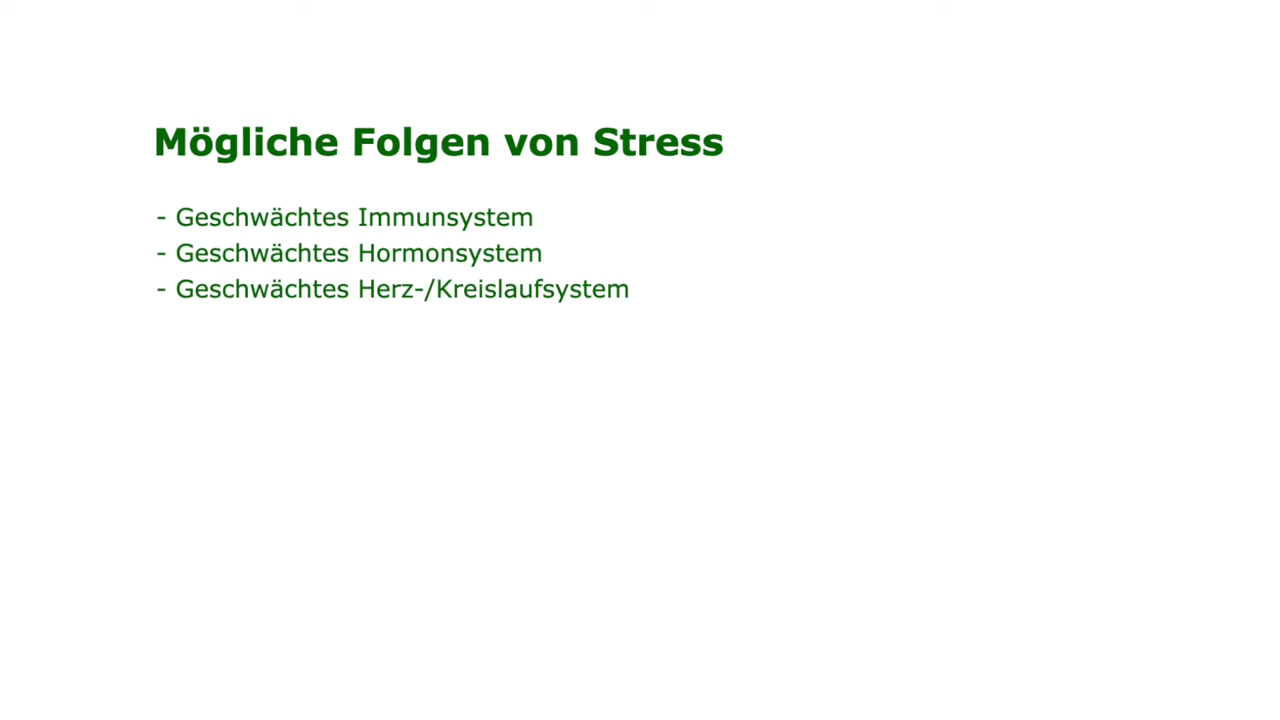 Mögliche Folgen von Stress
- Geschwächtes Immunsystem
- Geschwächtes Hormonsystem
- Geschwächtes Herz-/Kreislaufsystem